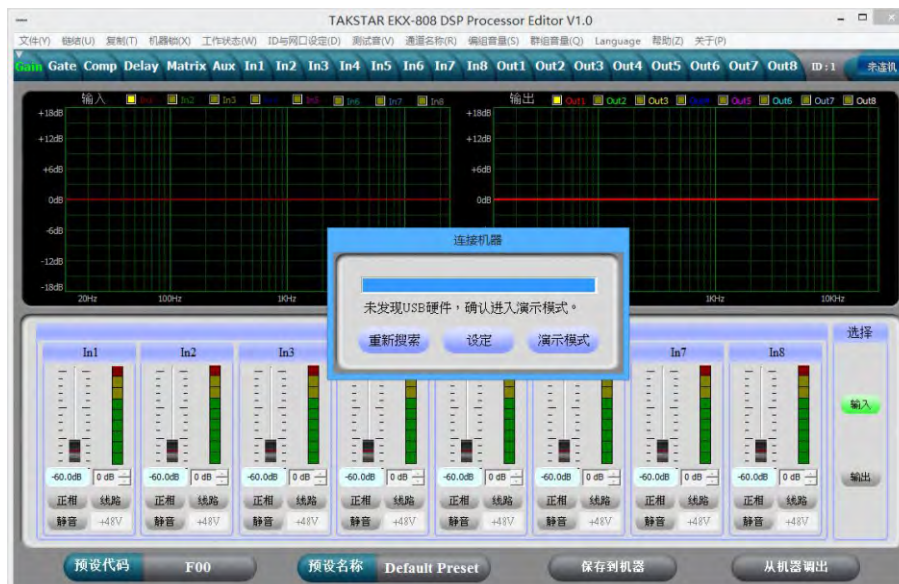 TAKSTAR EKX-808 DSP Processor Editor V1.0
文件(Y) 链结(U) 复制(T) 机器锁(X) 工作状态(W) ID与网口设定(D) 测试音(V) 通道名称(R) 编组音量(S) 群组音量(Q) Language 帮助(Z) 关于(P)
Gain Gate Comp Delay Matrix Aux In1 In2 In3 In4 In5 In6 In7 In8 Out1 Out2 Out3 Out4 Out5 Out6 Out7 Out8 ID:1 未连机
输入 In2 In3 In5 In6 In7 In8 输出 Out1 Out2 Out3 Out4 Out5 Out6 Out7 Out8
+18dB +18dB
+12dB +12dB
+6dB +6dB
0dB 0dB
-6dB
-12dB
-18dB
20Hz 100Hz 1KHz 1KHz 10KHz
连接机器
未发现USB硬件，确认进入演示模式。
重新搜索 设定 演示模式
选择
In1 In2 In3 In7 In8
输入
输出
-60.0dB 0 dB -60.0dB 0 dB -60.0dB 0 dB -60.0dB 0 dB -60.0dB 0 dB -60.0dB 0 dB -60.0dB 0 dB -60.0dB 0 dB
正相 线路 正相 线路 正相 线路 正相 线路 正相 线路 正相 线路 正相 线路 正相 线路
静音 +48V 静音 +48V 静音 +48V 静音 +48V 静音 +48V 静音 +48V 静音 +48V 静音 +48V
预设代码 F00 预设名称 Default Preset 保存到机器 从机器调出